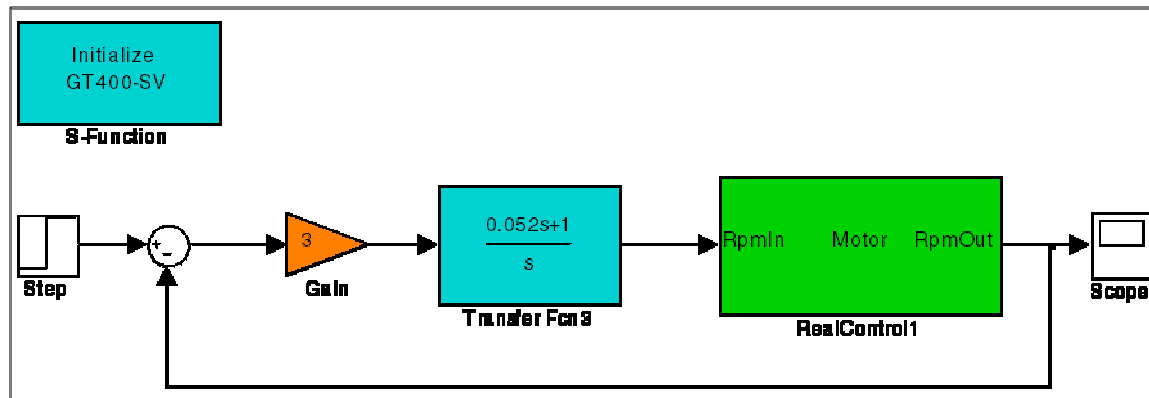 Initialize
GT400-SV
S-Function
+
-
3
0.052s+1
s
RpmIn Motor RpmOut
Step
Gain
Transfer Fcn3
RealControl1
Scope